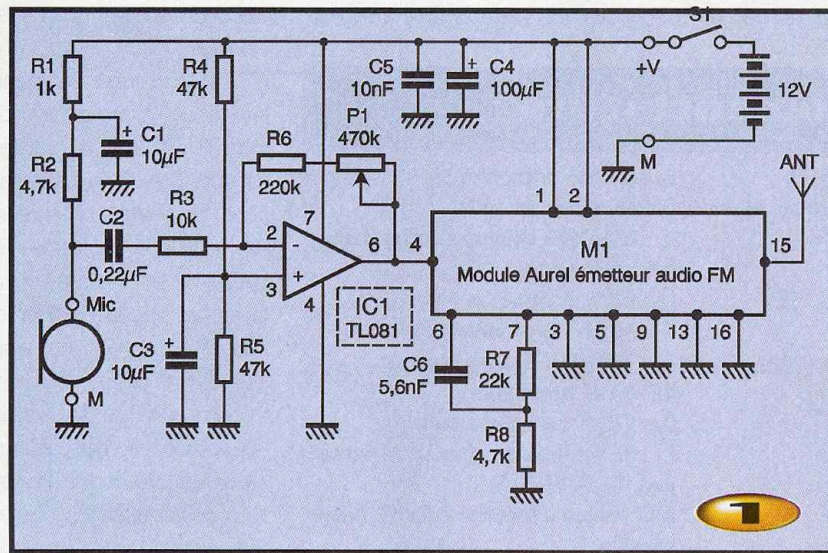 S1
R1
1k
R4
47k
C5
10nF
C4
100µF
+
+V
12V
C1
10µF
+
P1
470k
R6
220k
M
ANT
R2
4,7k
R3
10k
C2
0,22µF
1
2
7
2
-
6
4
15
M1
Module Aurel émetteur audio FM
3
+
4
IC1
TL081
Mic
M
C3
10µF
+
R5
47k
6
7
3
5
9
13
16
C6
5,6nF
R7
22k
R8
4,7k
1